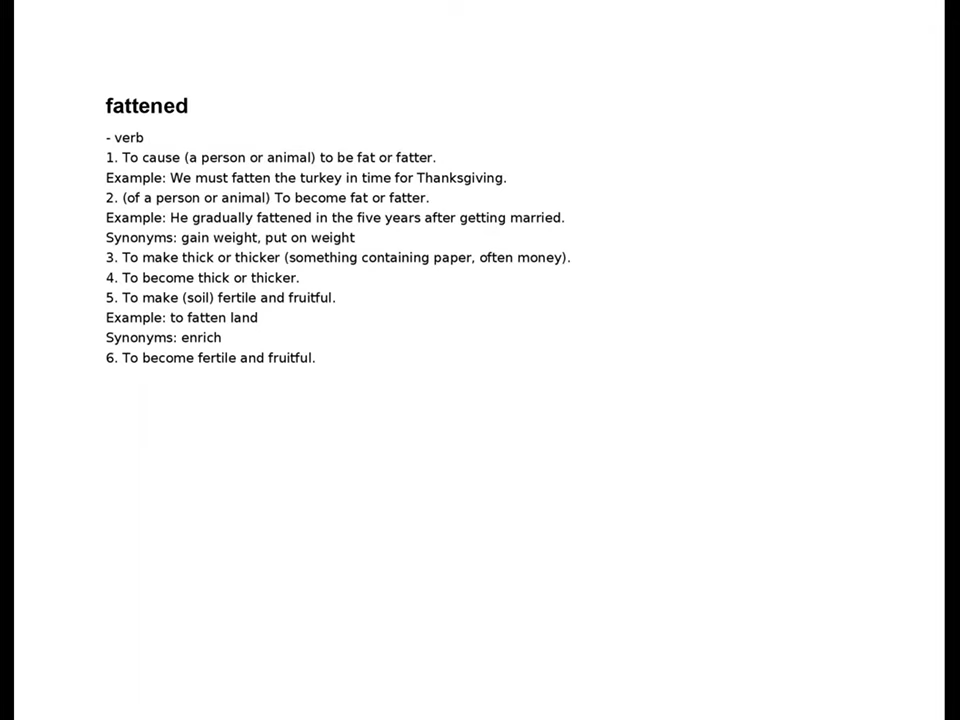 fattened
- verb
1. To cause (a person or animal) to be fat or fatter.
Example: We must fatten the turkey in time for Thanksgiving.
2. (of a person or animal) To become fat or fatter.
Example: He gradually fattened in the five years after getting married.
Synonyms: gain weight, put on weight
3. To make thick or thicker (something containing paper, often money).
4. To become thick or thicker.
5. To make (soil) fertile and fruitful.
Example: to fatten land
Synonyms: enrich
6. To become fertile and fruitful.